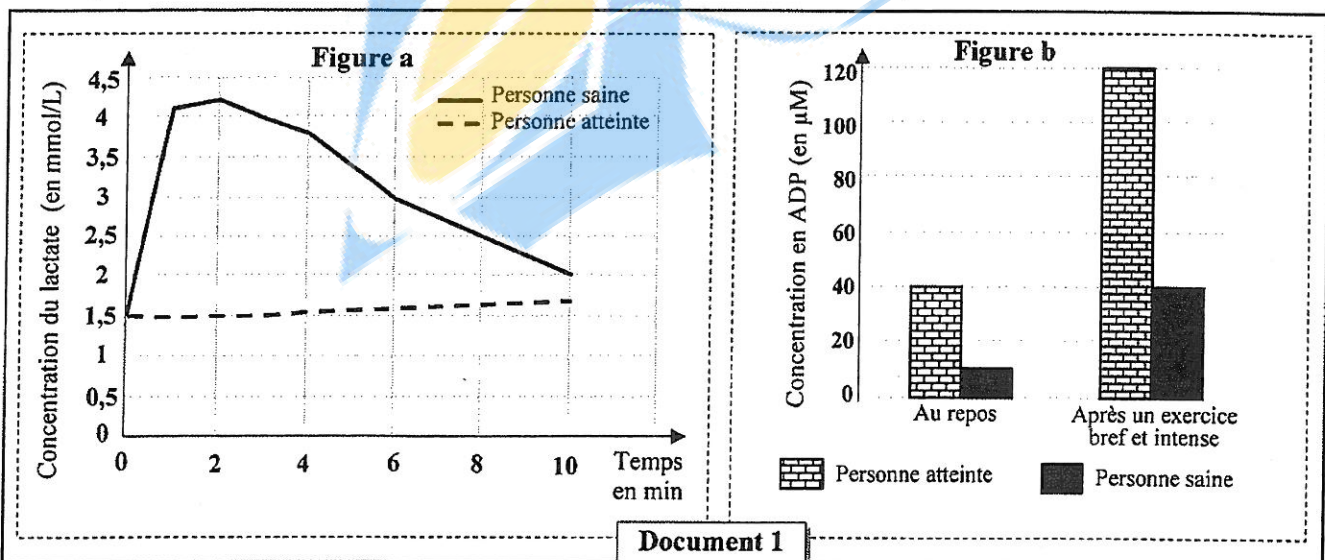 Figure a
Concentration du lactate (en mmol/L)
4,5
4
3,5
3
2,5
2
1,5
1
0,5
0
Personne saine
Personne atteinte
0 2 4 6 8 10
Temps
en min
Figure b
Concentration en ADP (en µM)
120
100
80
60
40
20
0
Au repos
Après un exercice
bref et intense
Personne atteinte
Personne saine
Document 1